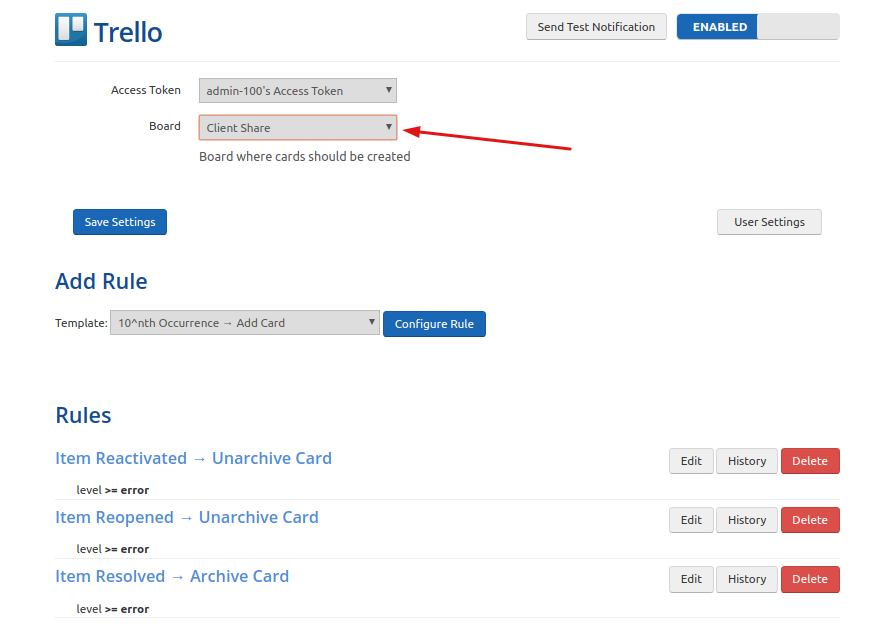 Trello
Send Test Notification
ENABLED
Access Token
admin-100's Access Token
Board
Client Share
Board where cards should be created
Save Settings
User Settings
Add Rule
Template:
10^nth Occurrence → Add Card
Configure Rule
Rules
Item Reactivated → Unarchive Card
Edit
History
Delete
level >= error
Item Reopened → Unarchive Card
Edit
History
Delete
level >= error
Item Resolved → Archive Card
Edit
History
Delete
level >= error